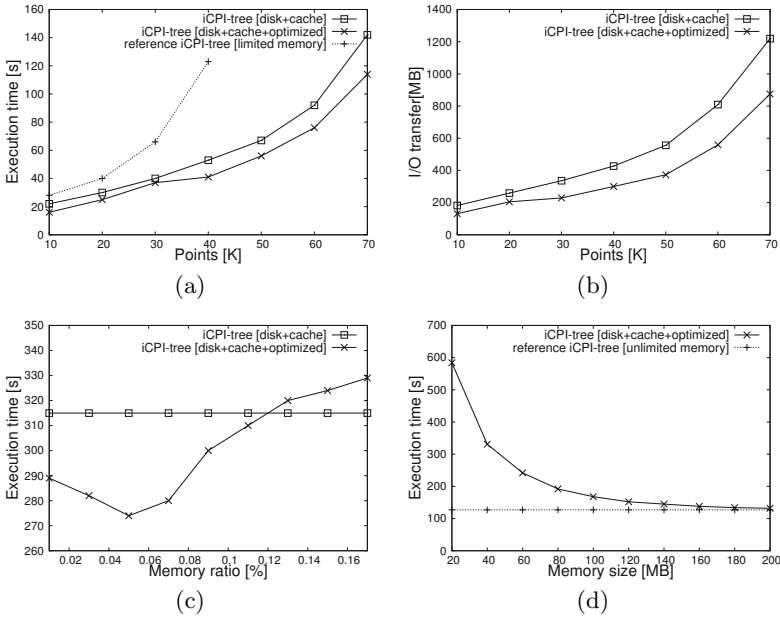 iCPI-tree [disk+cache]
iCPI-tree [disk+cache+optimized]
reference iCPI-tree [limited memory]
Execution time [s]
160
140
120
100
80
60
40
20
0
10 20 30 40 50 60 70
Points [K]
(a)
iCPI-tree [disk+cache]
iCPI-tree [disk+cache+optimized]
I/O transfer[MB]
1400
1200
1000
800
600
400
200
0
10 20 30 40 50 60 70
Points [K]
(b)
iCPI-tree [disk+cache]
iCPI-tree [disk+cache+optimized]
Execution time [s]
350
340
330
320
310
300
290
280
270
260
0.02 0.04 0.06 0.08 0.1 0.12 0.14 0.16
Memory ratio [%]
(c)
iCPI-tree [disk+cache+optimized]
reference iCPI-tree [unlimited memory]
Execution time [s]
700
600
500
400
300
200
100
0
20 40 60 80 100 120 140 160 180 200
Memory size [MB]
(d)